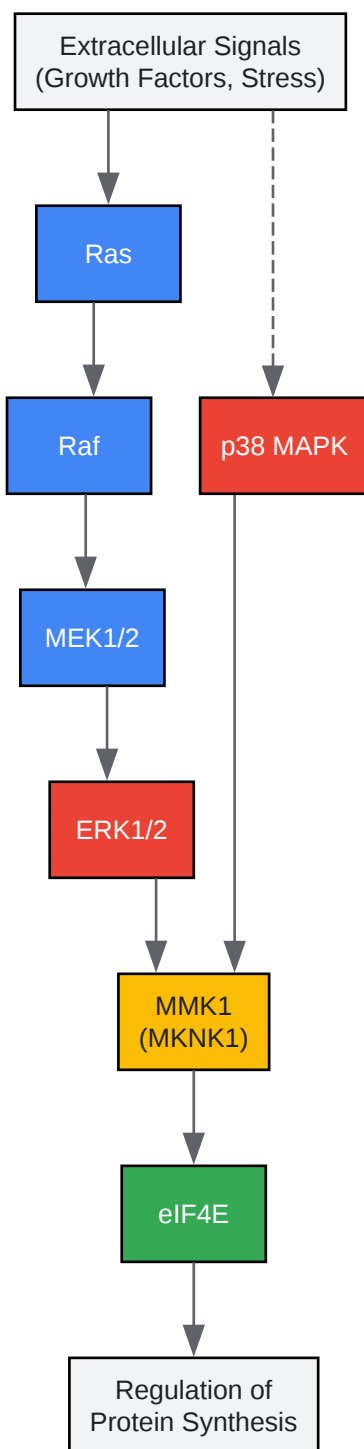 Extracellular Signals
(Growth Factors, Stress)
Ras
Raf
p38 MAPK
MEK1/2
ERK1/2
MMK1
(MKNK1)
eIF4E
Regulation of
Protein Synthesis